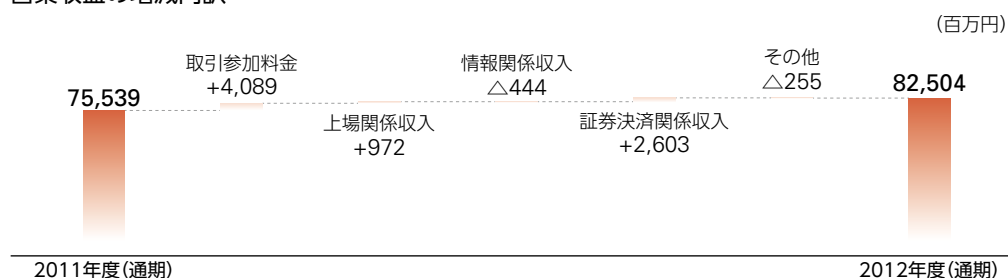 (百万円)
取引参加料金
+4,089
情報関係収入
△444
その他
△255
75,539
82,504
上場関係収入
+972
証券決済関係収入
+2,603
2011年度(通期)
2012年度(通期)